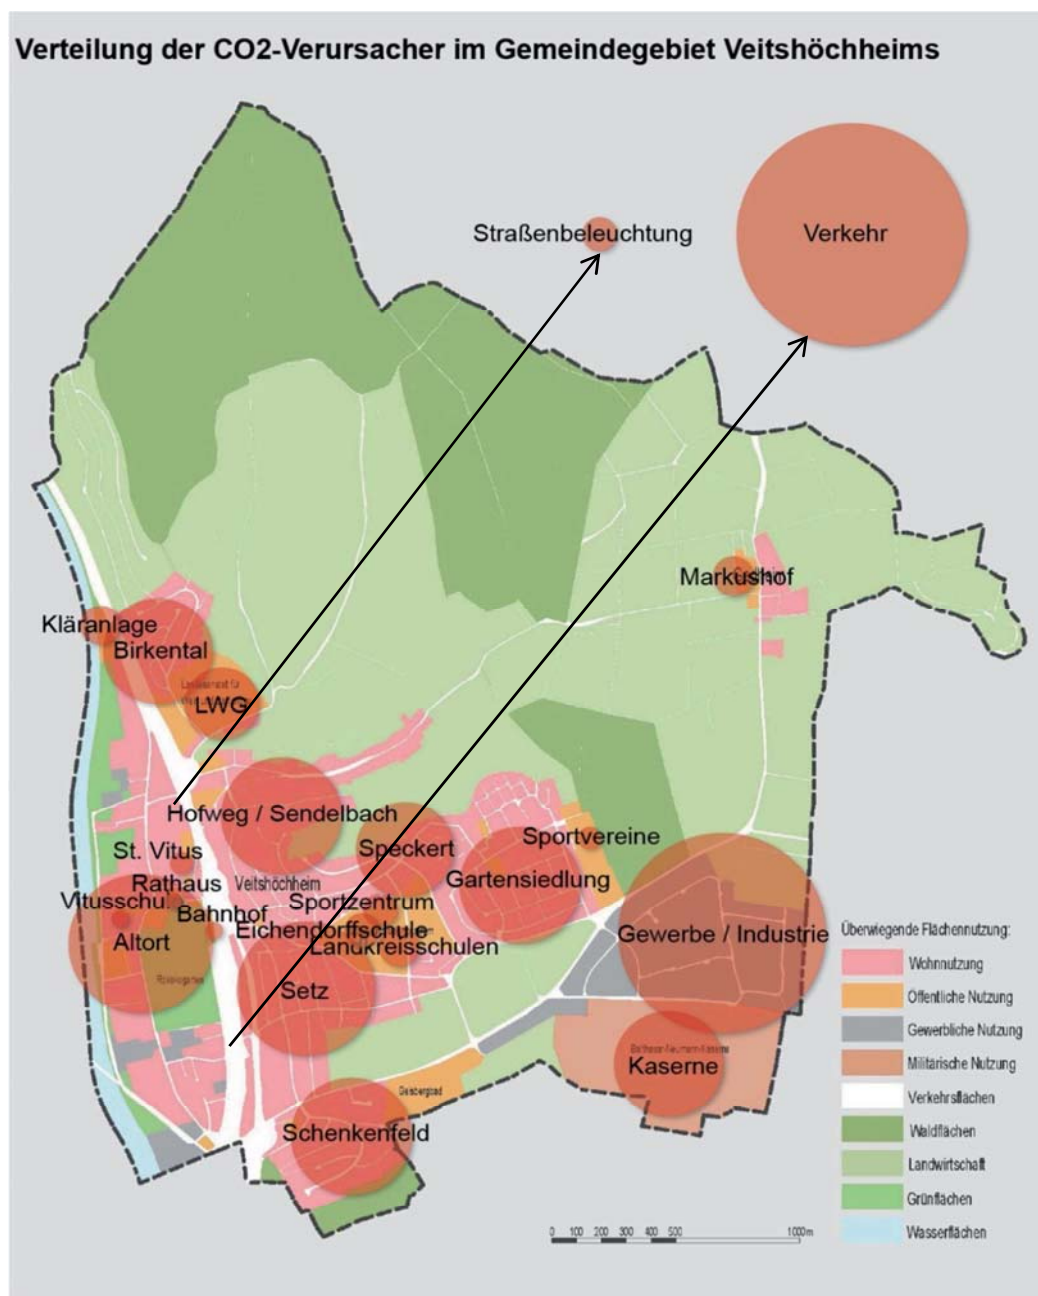 Verteilung der CO2-Verursacher im Gemeindegebiet Veitshöchheims
Straßenbeleuchtung
Verkehr
Markushof
Kläranlage
Birkental
LWG
Hofweg / Sendelbach
St. Vitus
Speckert
Sportvereine
Rathaus
Veitshöchheim
Gartensiedlung
Sportzentrum
Bahnhof
Eichendorffschule
Landkreisschulen
Altort
Gewerbe / Industrie
Setz
Kaserne
Geisbergbad
Schenkenfeld
Überwiegende Flächennutzung:
Wohnnutzung
Öffentliche Nutzung
Gewerbliche Nutzung
Militärische Nutzung
Verkehrsflächen
Waldflächen
Landwirtschaft
Grünflächen
Wasserflächen
0 100 200 300 400 500 1000m